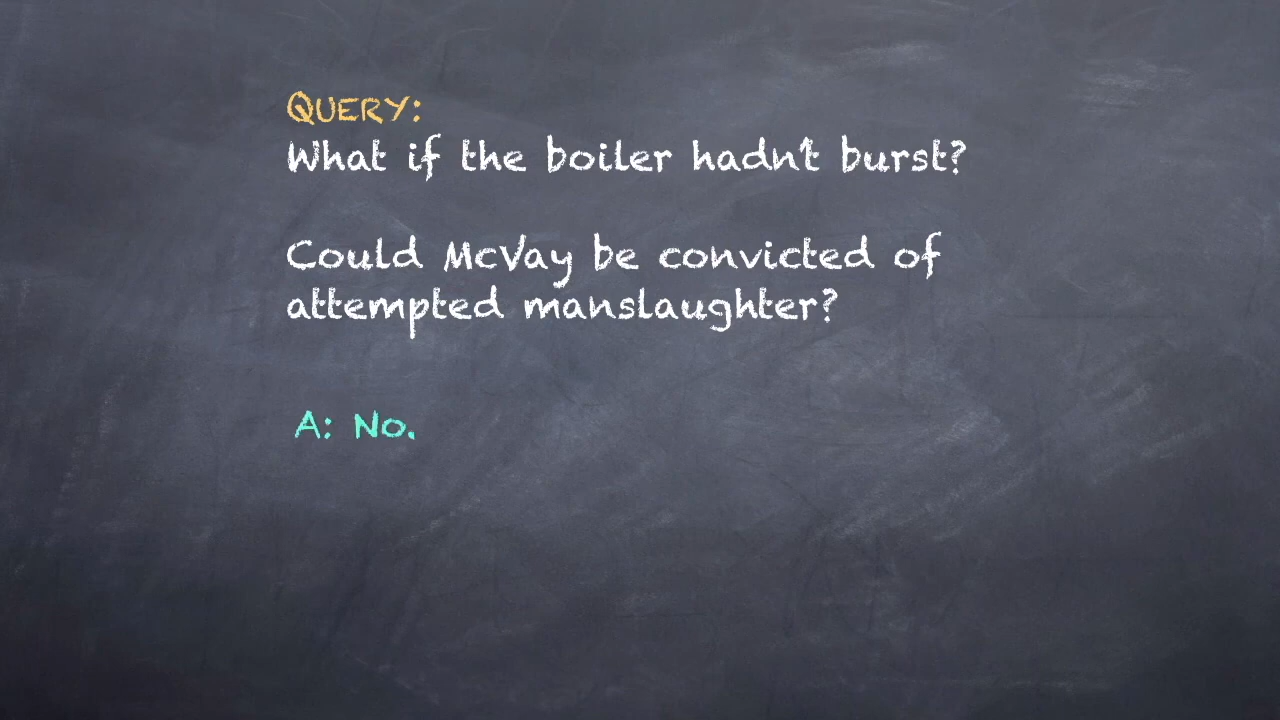 QUERY:
What if the boiler hadn't burst?
Could McVay be convicted of
attempted manslaughter?
A: No.